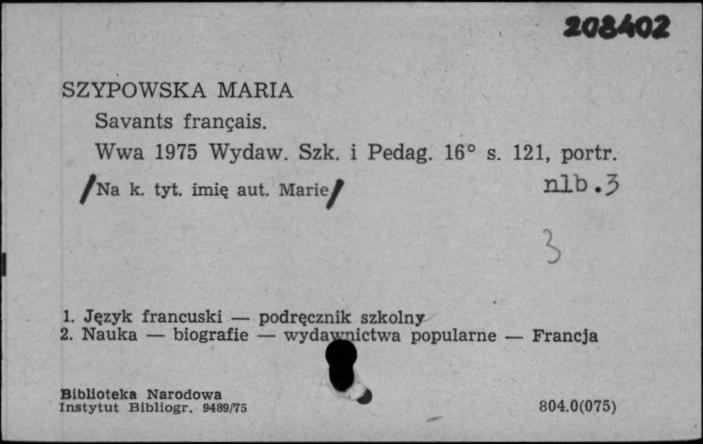 208402
SZYPOWSKA MARIA
Savants français.
Wwa 1975 Wydaw. Szk. i Pedag. 16° s. 121, portr.
/Na k. tyt. imię aut. Marie/ nlb.3
3
1. Język francuski — podręcznik szkolny
2. Nauka — biografie — wydawnictwa popularne — Francja
Biblioteka Narodowa
Instytut Bibliogr. 9489/75 804.0(075)